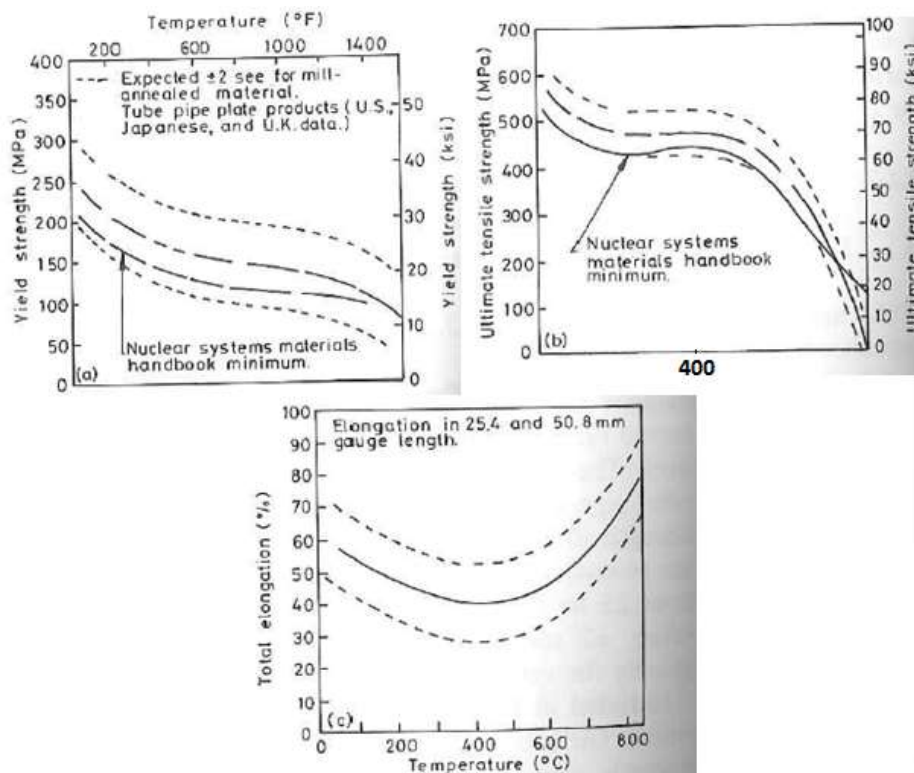 Temperature (°F)
200
600
1000
1400
Yield strength (MPa)
400
350
300
250
200
150
100
50
0
Expected ±2 see for mill-
annealed material.
Tube pipe plate products (U.S.,
Japanese, and U.K. data.)
Nuclear systems materials
handbook minimum.
(a)
50
40
30
20
10
0
Yield strength (ksi)
Ultimate tensile strength (MPa)
700
600
500
400
300
200
100
0
Nuclear systems
materials handbook
minimum.
(b)
400
100
90
80
70
60
50
40
30
20
10
0
Ultimate tensile strength (ksi)
Total elongation (°/o)
100
90
80
70
60
50
40
30
20
10
0
Elongation in 25.4 and 50.8 mm
gauge length.
(c)
0
200
400
600
800
Temperature (°C)